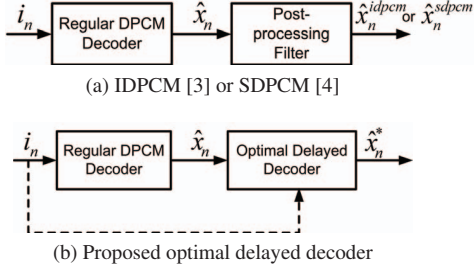 i_n
Regular DPCM
Decoder
x̂_n
Post-
processing
Filter
x̂_n^{idpcm} or x̂_n^{sdpcm}
(a) IDPCM [3] or SDPCM [4]
i_n
Regular DPCM
Decoder
x̂_n
Optimal Delayed
Decoder
x̂_n^*
(b) Proposed optimal delayed decoder